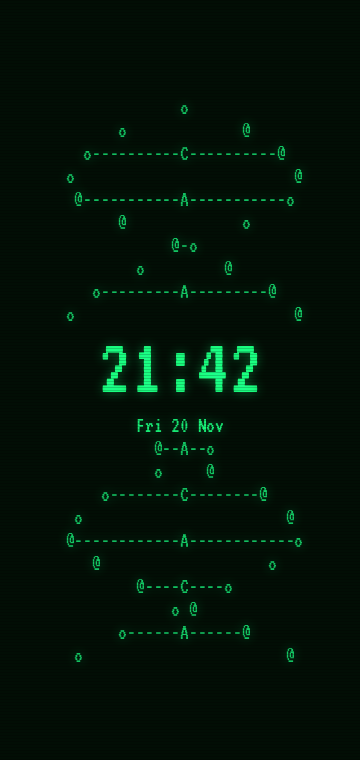 o
o @
o----------C----------@
o @
@-----------A-----------o
@ o
@-o
o @
o---------A---------@
o @
21:42
Fri 20 Nov
@--A--o
o @
o--------C--------@
o @
@------------A------------o
@ o
@----C----o
o @
o------A-----@
o @